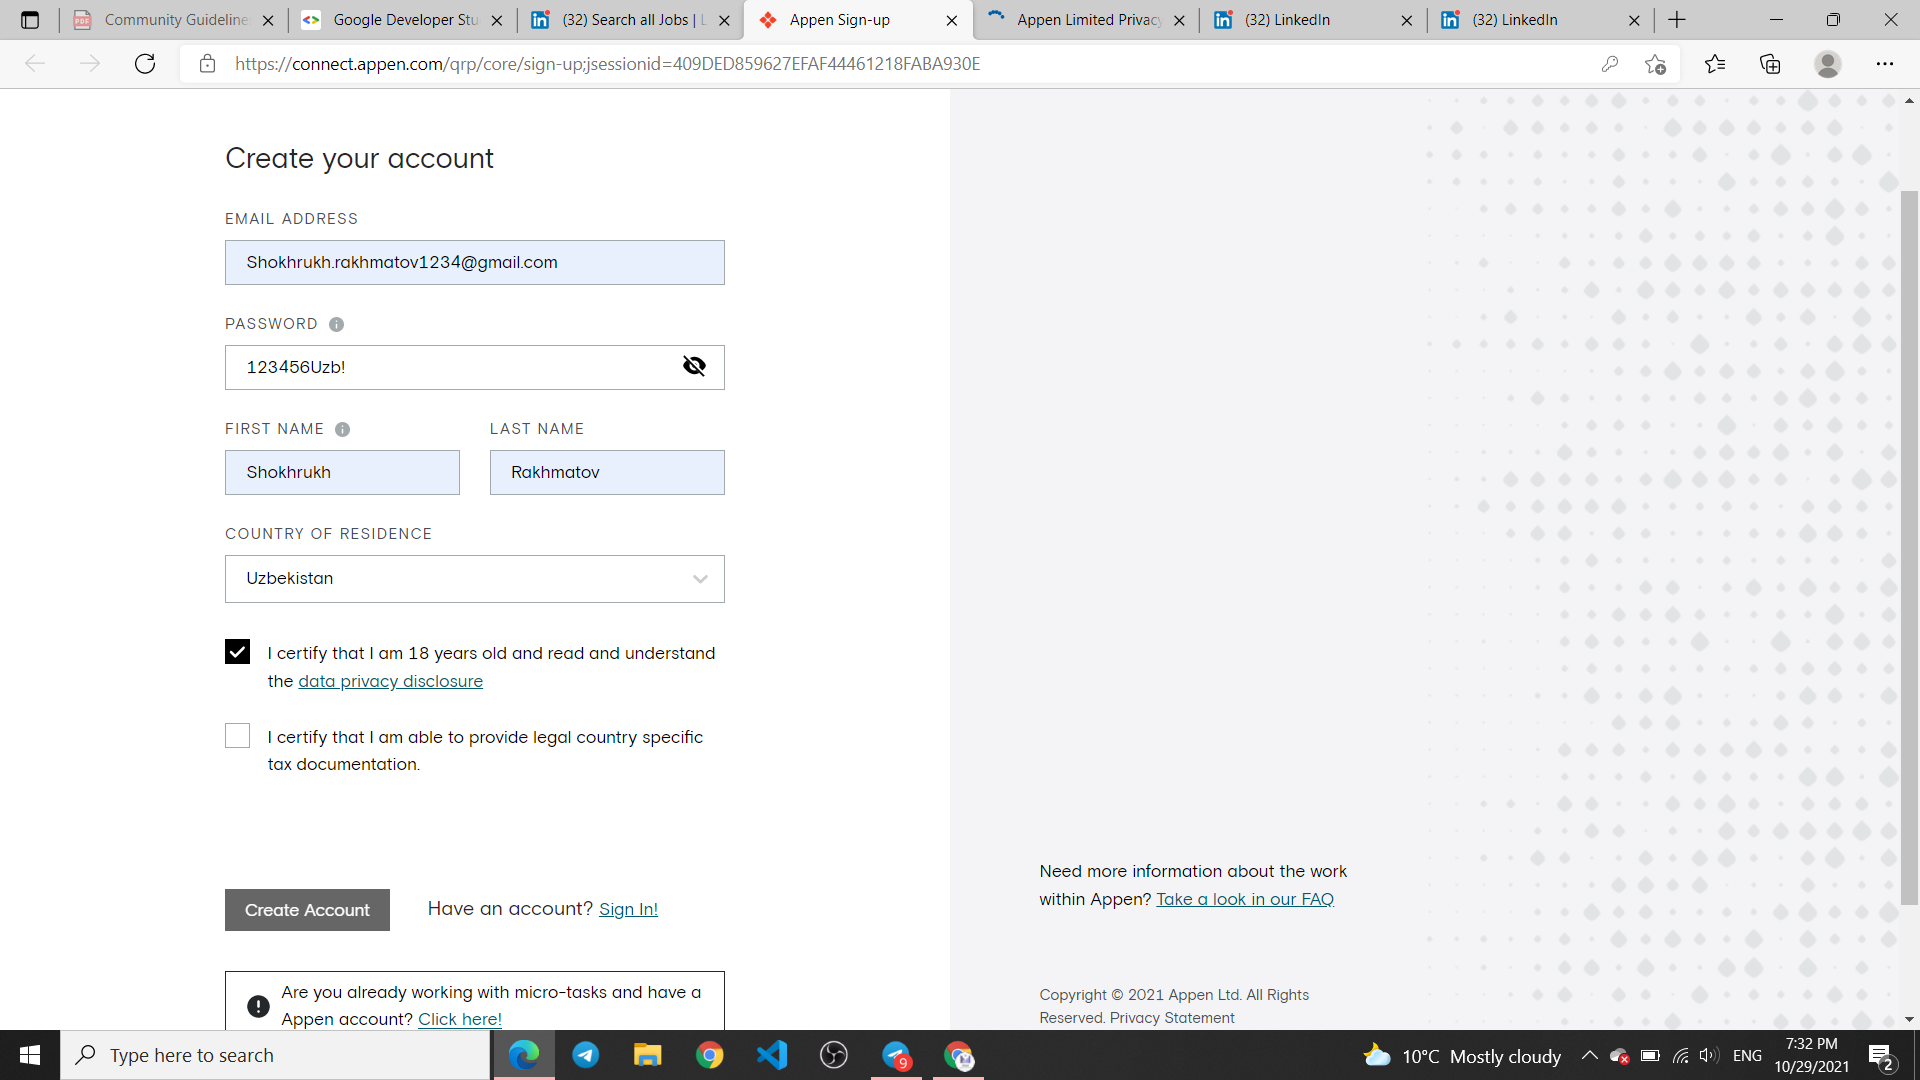 Community Guideline
Google Developer Stu
(32) Search all Jobs | L
Appen Sign-up
Appen Limited Privacy
(32) LinkedIn
(32) LinkedIn
https://connect.appen.com/qrp/core/sign-up;jsessionid=409DED859627EFAF44461218FABA930E
Create your account
EMAIL ADDRESS
Shokhrukh.rakhmatov1234@gmail.com
PASSWORD
123456Uzb!
FIRST NAME
LAST NAME
Shokhrukh
Rakhmatov
COUNTRY OF RESIDENCE
Uzbekistan
I certify that I am 18 years old and read and understand
the data privacy disclosure
I certify that I am able to provide legal country specific
tax documentation.
Create Account
Have an account? Sign In!
Are you already working with micro-tasks and have a
Appen account? Click here!
Need more information about the work
within Appen? Take a look in our FAQ
Copyright © 2021 Appen Ltd. All Rights
Reserved. Privacy Statement
Type here to search
9
10°C Mostly cloudy
ENG
7:32 PM
10/29/2021
2